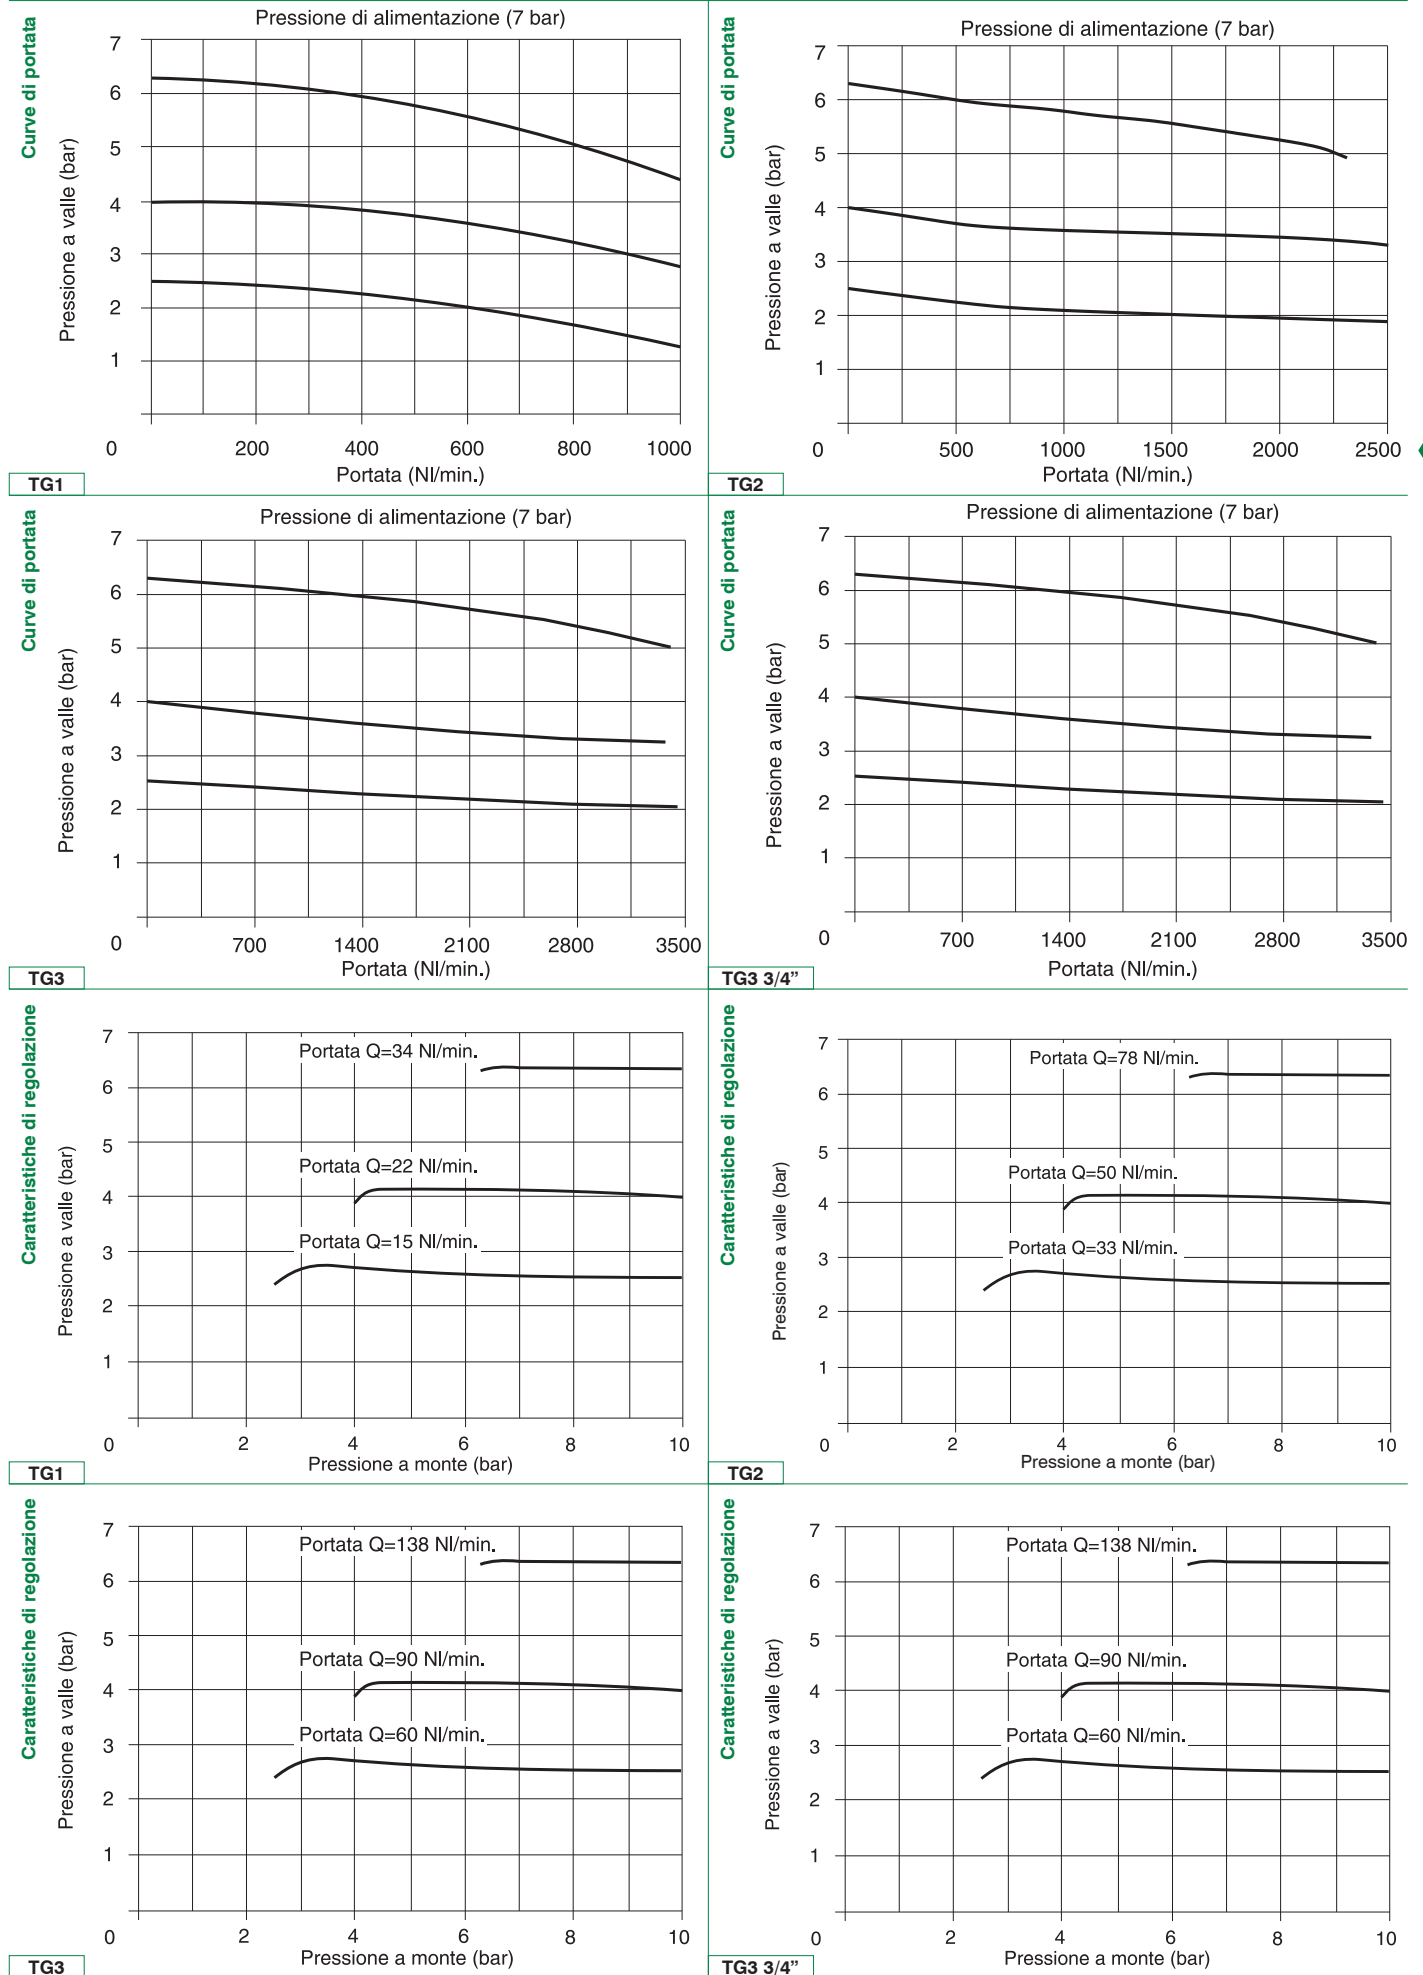 Curve di portata
Pressione di alimentazione (7 bar)
Pressione a valle (bar)
7
6
5
4
3
2
1
0
200
400
600
800
1000
Portata (Nl/min.)
TG1
Curve di portata
Pressione di alimentazione (7 bar)
Pressione a valle (bar)
7
6
5
4
3
2
1
0
500
1000
1500
2000
2500
Portata (Nl/min.)
TG2
Curve di portata
Pressione di alimentazione (7 bar)
Pressione a valle (bar)
7
6
5
4
3
2
1
0
700
1400
2100
2800
3500
Portata (Nl/min.)
TG3
Curve di portata
Pressione di alimentazione (7 bar)
Pressione a valle (bar)
7
6
5
4
3
2
1
0
700
1400
2100
2800
3500
Portata (Nl/min.)
TG3 3/4”
Caratteristiche di regolazione
Pressione a valle (bar)
7
6
5
4
3
2
1
Portata Q=34 Nl/min.
Portata Q=22 Nl/min.
Portata Q=15 Nl/min.
0
2
4
6
8
10
Pressione a monte (bar)
TG1
Caratteristiche di regolazione
Pressione a valle (bar)
7
6
5
4
3
2
1
Portata Q=78 Nl/min.
Portata Q=50 Nl/min.
Portata Q=33 Nl/min.
0
2
4
6
8
10
Pressione a monte (bar)
TG2
Caratteristiche di regolazione
Pressione a valle (bar)
7
6
5
4
3
2
1
Portata Q=138 Nl/min.
Portata Q=90 Nl/min.
Portata Q=60 Nl/min.
0
2
4
6
8
10
Pressione a monte (bar)
TG3
Caratteristiche di regolazione
Pressione a valle (bar)
7
6
5
4
3
2
1
Portata Q=138 Nl/min.
Portata Q=90 Nl/min.
Portata Q=60 Nl/min.
0
2
4
6
8
10
Pressione a monte (bar)
TG3 3/4”